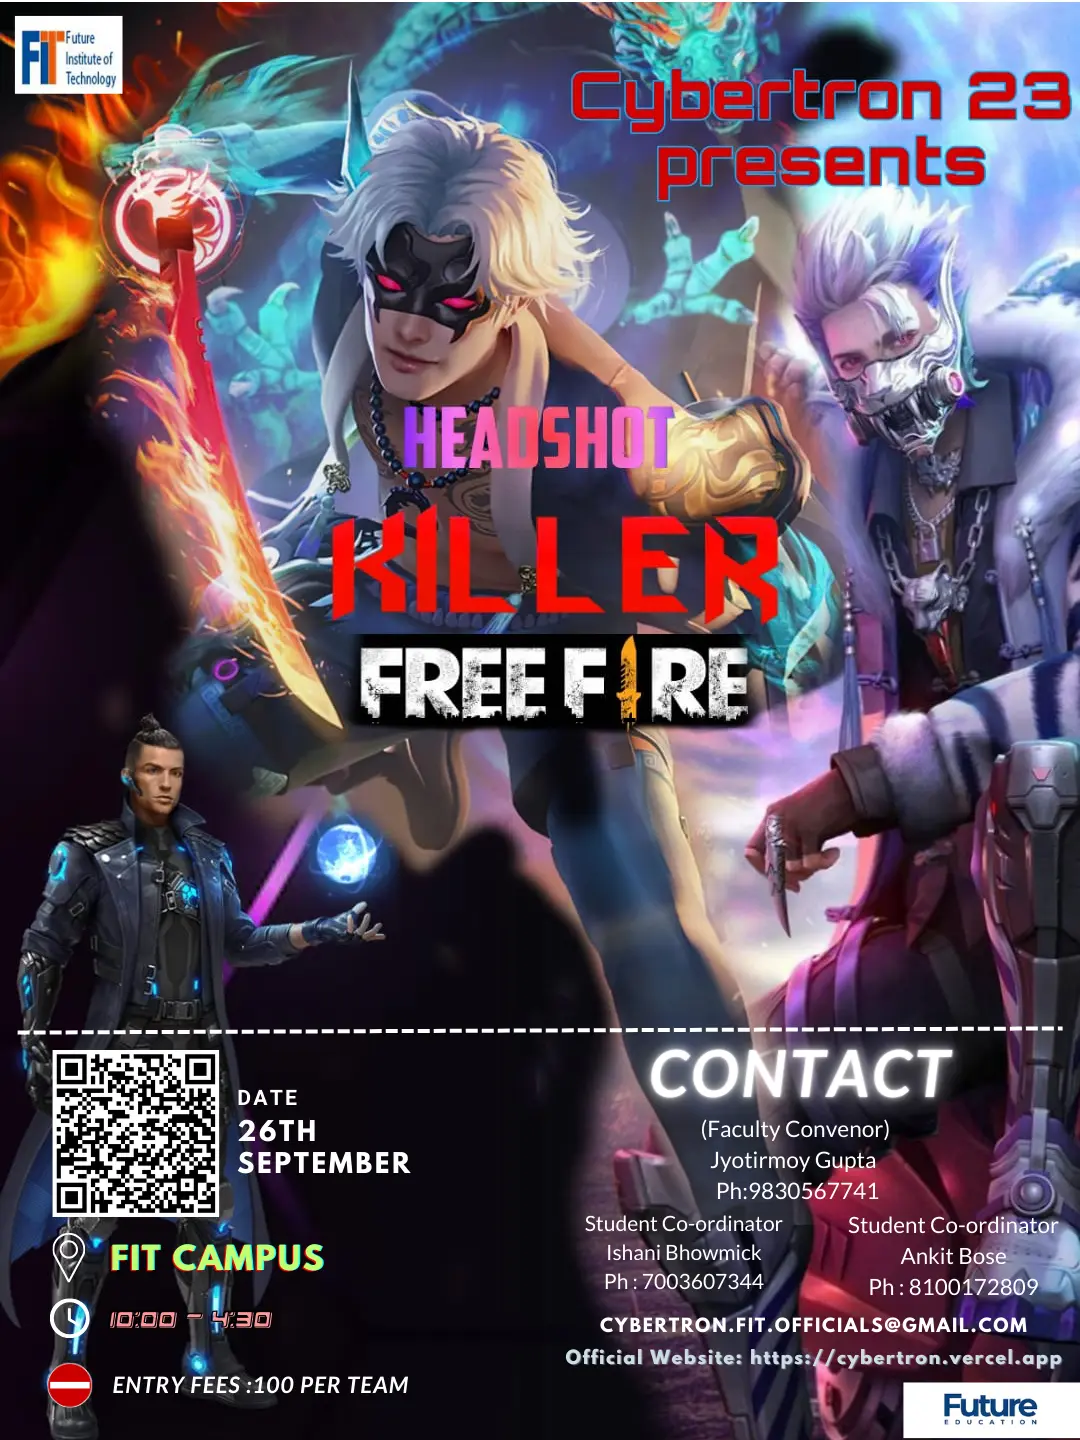 FIT Future
Institute of
Technology
Cybertron 23
presents
HEADSHOT
KILLER
FREE FIRE
DATE
26TH
SEPTEMBER
FIT CAMPUS
10:00 - 4:30
ENTRY FEES :100 PER TEAM
CONTACT
(Faculty Convenor)
Jyotirmoy Gupta
Ph:9830567741
Student Co-ordinator
Ishani Bhowmick
Ph : 7003607344
Student Co-ordinator
Ankit Bose
Ph : 8100172809
CYBERTRON.FIT.OFFICIALS@GMAIL.COM
Official Website: https://cybertron.vercel.app
Future
EDUCATION